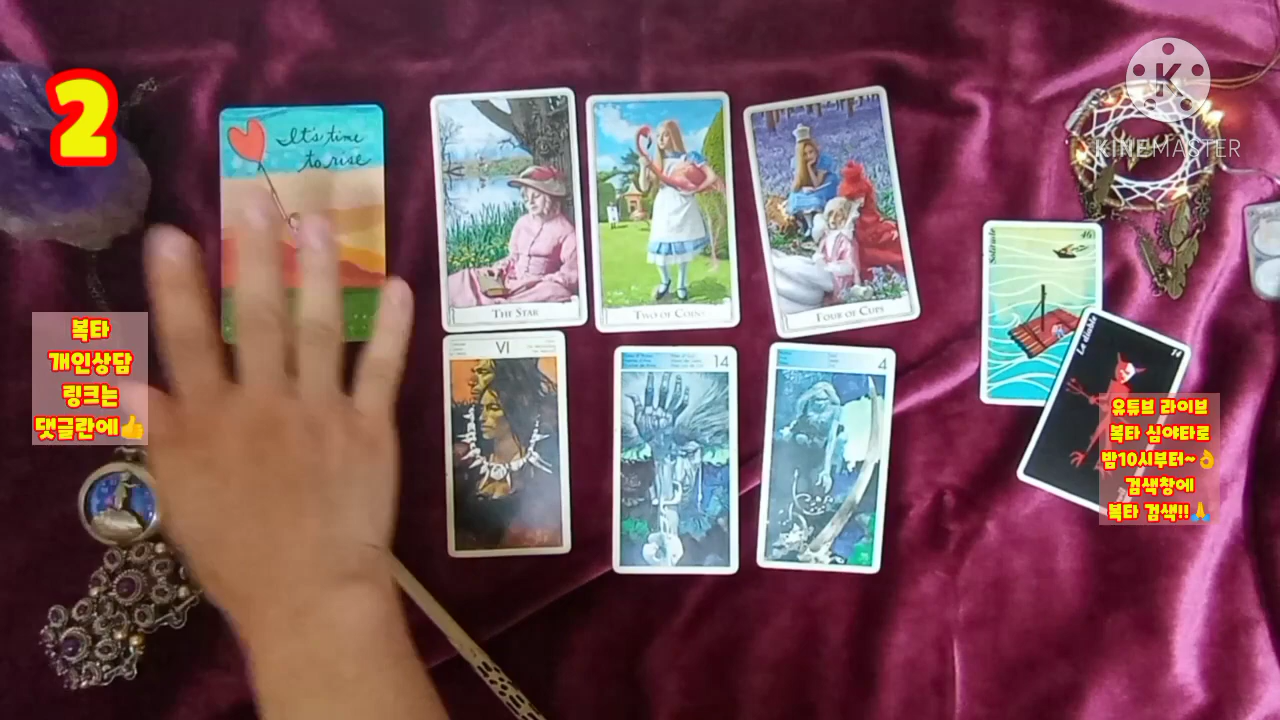 2
It's time
to rise
THE STAR
TWO OF COINS
FOUR OF CUPS
VI
14
4
Solitude
46
Le diable
14
복타
개인상담
링크는
댓글란에👍
유튜브 라이브
복타 심야타로
밤10시부터~👌
검색창에
복타 검색!!🙏
K
KINEMASTER